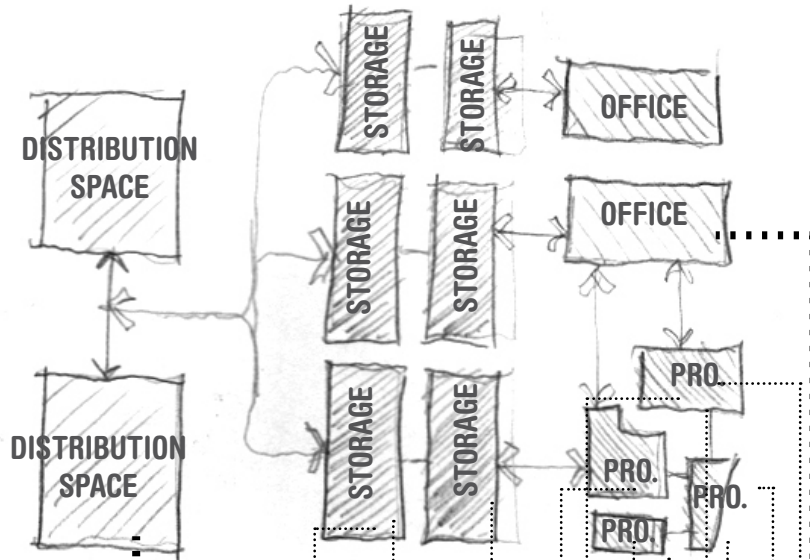 STORAGE
STORAGE
OFFICE
DISTRIBUTION
SPACE
STORAGE
STORAGE
OFFICE
PRO.
DISTRIBUTION
SPACE
STORAGE
STORAGE
PRO.
PRO.
PRO.